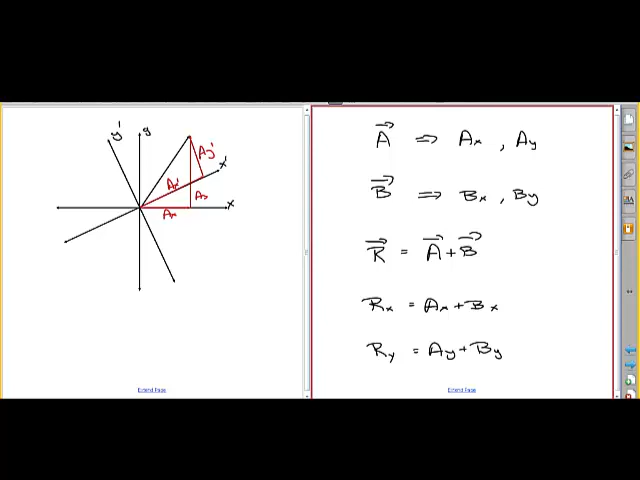 y'
y
Ay'
x'
Ax'
Ay
x
Ax
Extend Page
A⃗ ⇒ Ax , Ay
B⃗ ⇒ Bx , By
R⃗ = A⃗ + B⃗
Rx = Ax + Bx
Ry = Ay + By
Extend Page